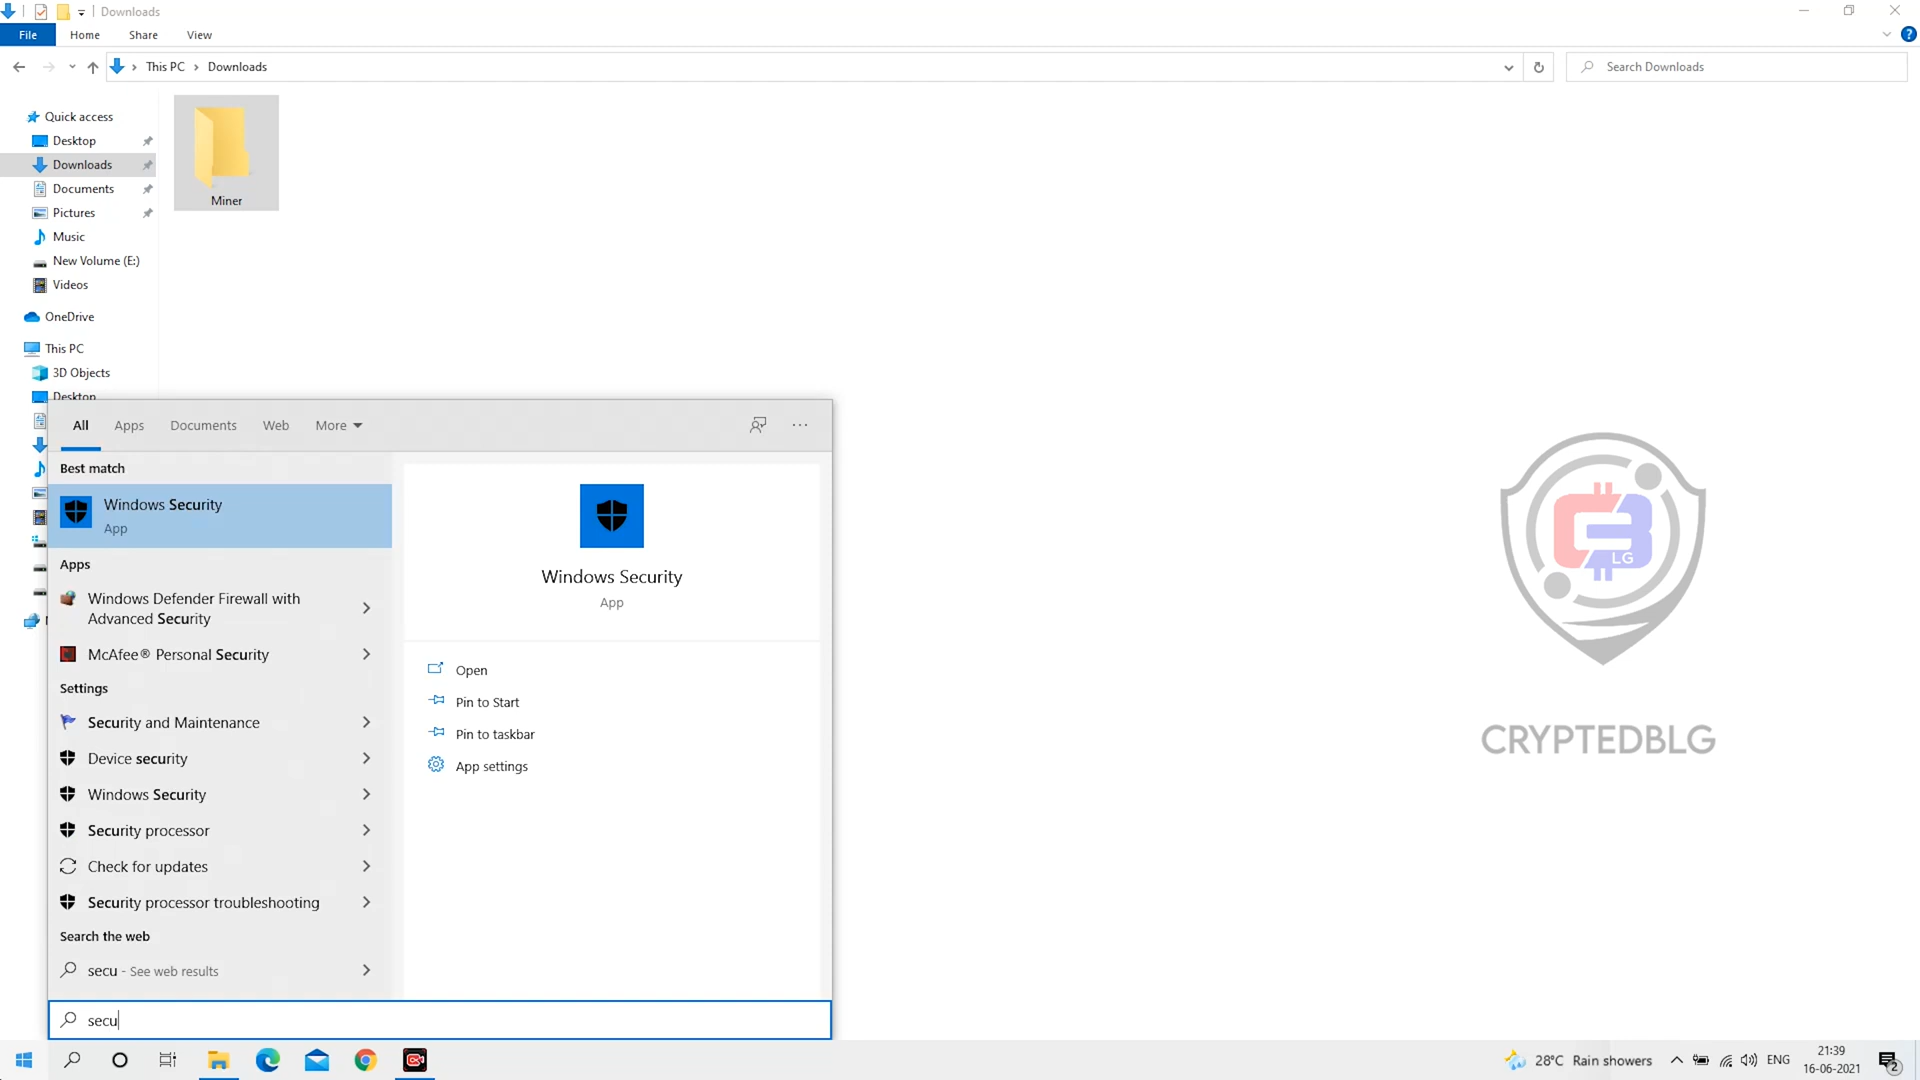 Downloads
File
Home
Share
View
This PC
Downloads
Search Downloads
Quick access
Desktop
Downloads
Documents
Pictures
Music
New Volume (E:)
Videos
OneDrive
This PC
3D Objects
Desktop
Miner
All
Apps
Documents
Web
More
Best match
Windows Security
App
Apps
Windows Defender Firewall with
Advanced Security
McAfee® Personal Security
Settings
Security and Maintenance
Device security
Windows Security
Security processor
Check for updates
Security processor troubleshooting
Search the web
secu - See web results
secu
Windows Security
App
Open
Pin to Start
Pin to taskbar
App settings
CB
LG
CRYPTEDBLG
28°C Rain showers
ENG
21:39
16-06-2021
2